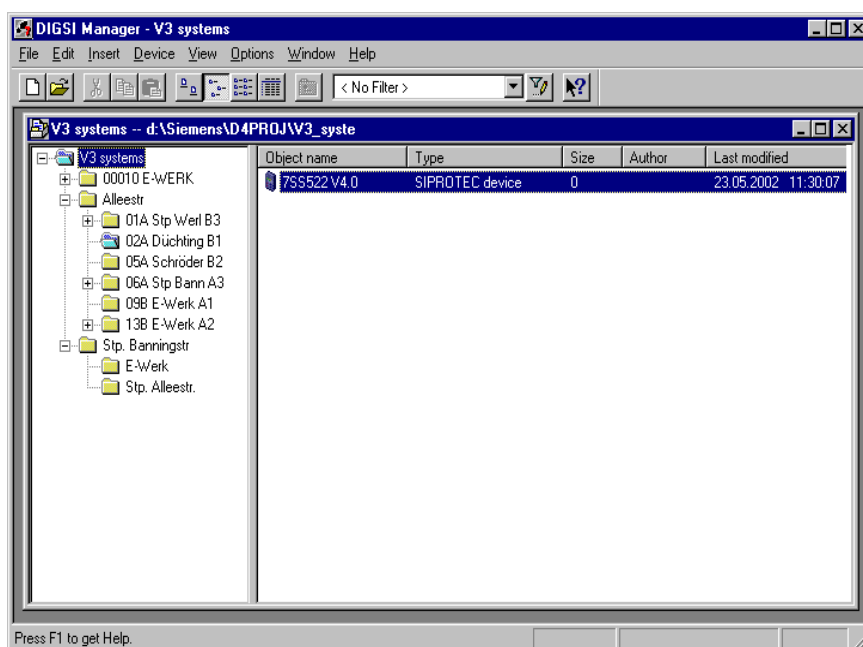 DIGSI Manager - V3 systems
File Edit Insert Device View Options Window Help
< No Filter >
V3 systems -- d:\Siemens\D4PROJ\V3_syste
V3 systems
00010 E-WERK
Alleestr
01A Stp Werl B3
02A Düchting B1
05A Schröder B2
06A Stp Bann A3
09B E-Werk A1
13B E-Werk A2
Stp. Banningstr
E-Werk
Stp. Alleestr.
Object name Type Size Author Last modified
7SS522 V4.0 SIPROTEC device 0 23.05.2002 11:30:07
Press F1 to get Help.